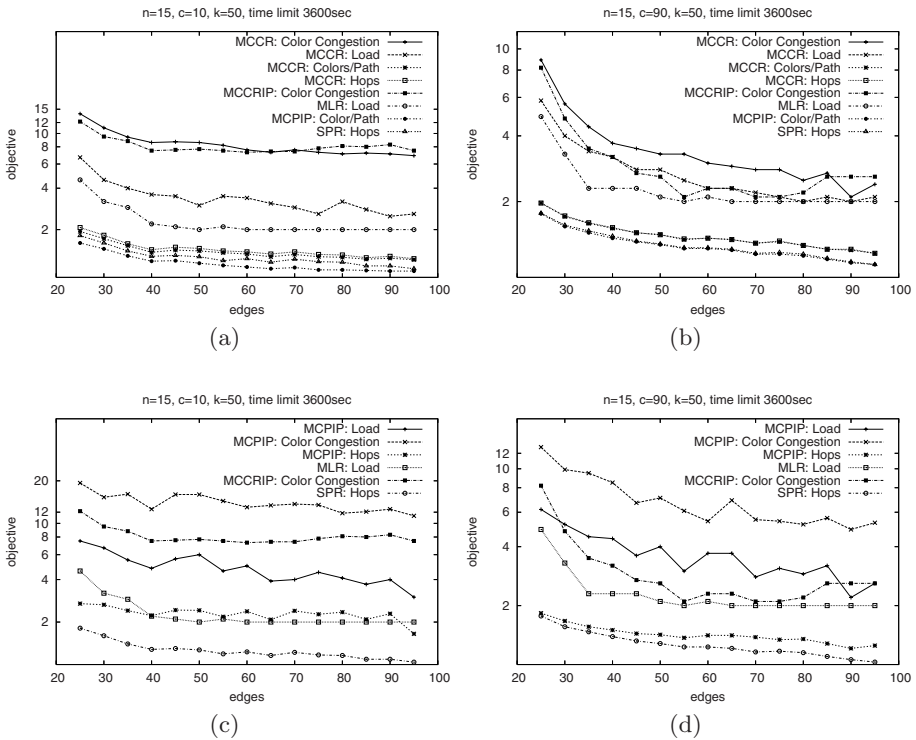 n=15, c=10, k=50, time limit 3600sec
MCCR: Color Congestion
MCCR: Load
MCCR: Colors/Path
MCCR: Hops
MCCRIP: Color Congestion
MLR: Load
MCPIP: Color/Path
SPR: Hops
objective
15
12
10
8
6
4
2
20
30
40
50
60
70
80
90
100
edges
(a)
n=15, c=90, k=50, time limit 3600sec
MCCR: Color Congestion
MCCR: Load
MCCR: Colors/Path
MCCR: Hops
MCCRIP: Color Congestion
MLR: Load
MCPIP: Color/Path
SPR: Hops
objective
10
8
6
4
2
20
30
40
50
60
70
80
90
100
edges
(b)
n=15, c=10, k=50, time limit 3600sec
MCPIP: Load
MCPIP: Color Congestion
MCPIP: Hops
MLR: Load
MCCRIP: Color Congestion
SPR: Hops
objective
20
12
10
8
6
4
2
20
30
40
50
60
70
80
90
100
edges
(c)
n=15, c=90, k=50, time limit 3600sec
MCPIP: Load
MCPIP: Color Congestion
MCPIP: Hops
MLR: Load
MCCRIP: Color Congestion
SPR: Hops
objective
12
10
8
6
4
2
20
30
40
50
60
70
80
90
100
edges
(d)